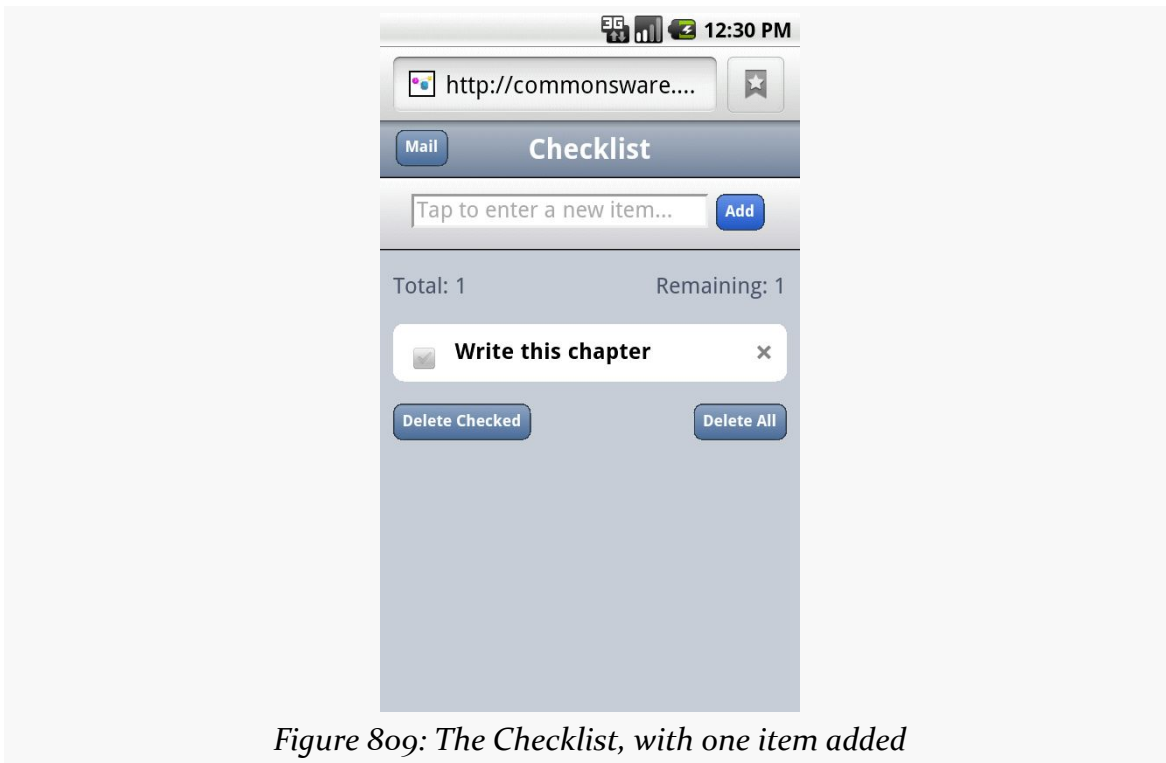 3G 12:30 PM
http://commonsware....
Mail Checklist
Tap to enter a new item... Add
Total: 1 Remaining: 1
Write this chapter ×
Delete Checked Delete All
Figure 809: The Checklist, with one item added